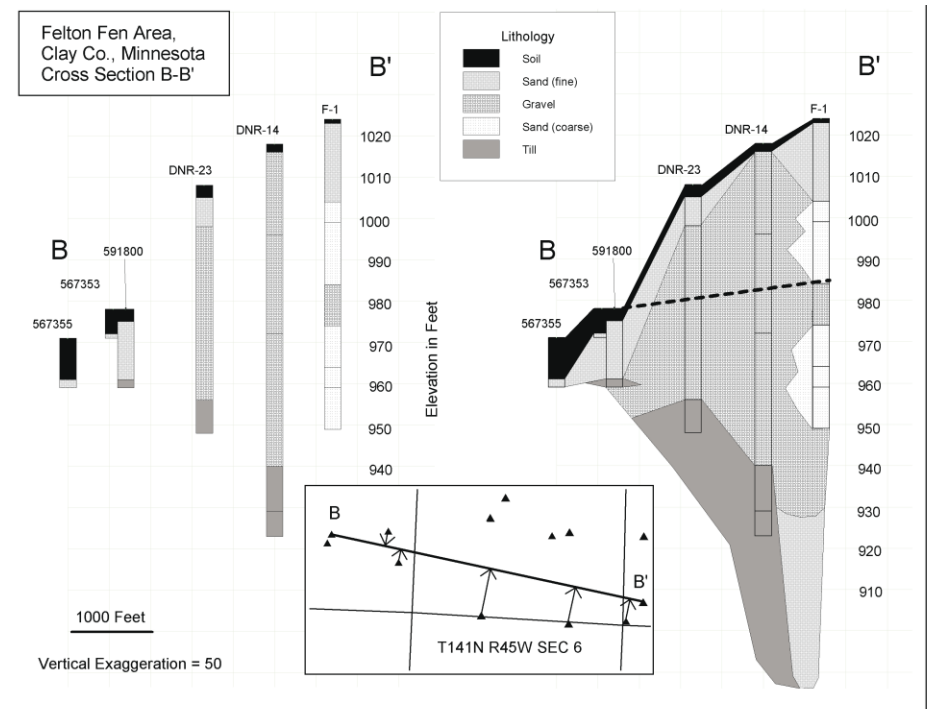 Felton Fen Area,
Clay Co., Minnesota
Cross Section B-B'
B'
F-1
DNR-14
DNR-23
B
591800
567353
567355
1020
1010
1000
990
980
970
960
950
940
930
920
910
Elevation in Feet
Lithology
Soil
Sand (fine)
Gravel
Sand (coarse)
Till
B'
F-1
DNR-14
DNR-23
B
591800
567353
567355
1020
1010
1000
990
980
970
960
950
940
930
920
910
B
B'
T141N R45W SEC 6
1000 Feet
Vertical Exaggeration = 50